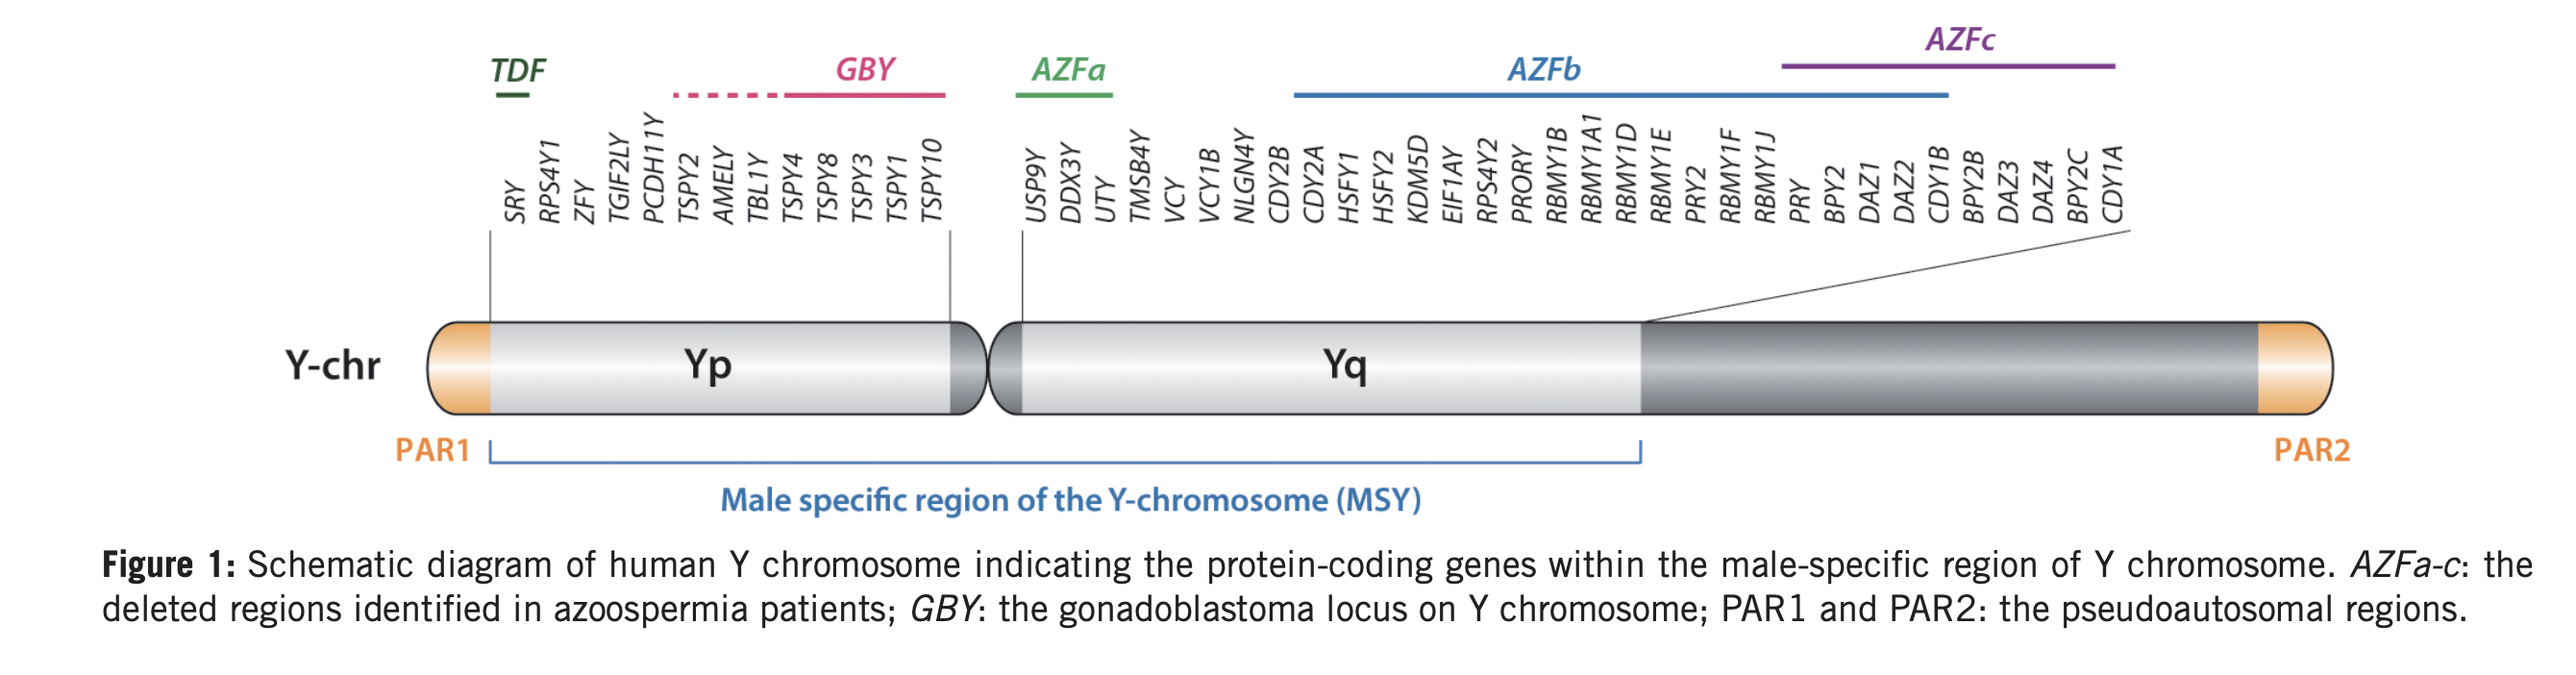 AZFc
TDF GBY AZFa AZFb
SRY RPS4Y1 ZFY TGIF2LY PCDH11Y TSPY2 AMELY TBL1Y TSPY4 TSPY8 TSPY3 TSPY1 TSPY10 USP9Y DDX3Y UTY TMSB4Y VCY VCY1B NLGN4Y CDY2B CDY2A HSFY1 HSFY2 KDM5D EIF1AY RPS4Y2 PRORY RBMY1B RBMY1A1 RBMY1D RBMY1E PRY2 RBMY1F RBMY1J PRY BPY2 DAZ1 DAZ2 CDY1B BPY2B DAZ3 DAZ4 BPY2C CDY1A
Y-chr Yp Yq
PAR1 PAR2
Male specific region of the Y-chromosome (MSY)
Figure 1: Schematic diagram of human Y chromosome indicating the protein-coding genes within the male-specific region of Y chromosome. AZFa-c: the
deleted regions identified in azoospermia patients; GBY: the gonadoblastoma locus on Y chromosome; PAR1 and PAR2: the pseudoautosomal regions.